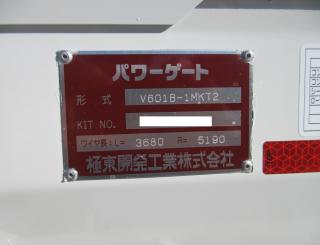 パワーゲート
形式 V601B-1MKT2
KIT NO.
ワイヤ長:L= 3680 R= 5190
極東開発工業株式会社